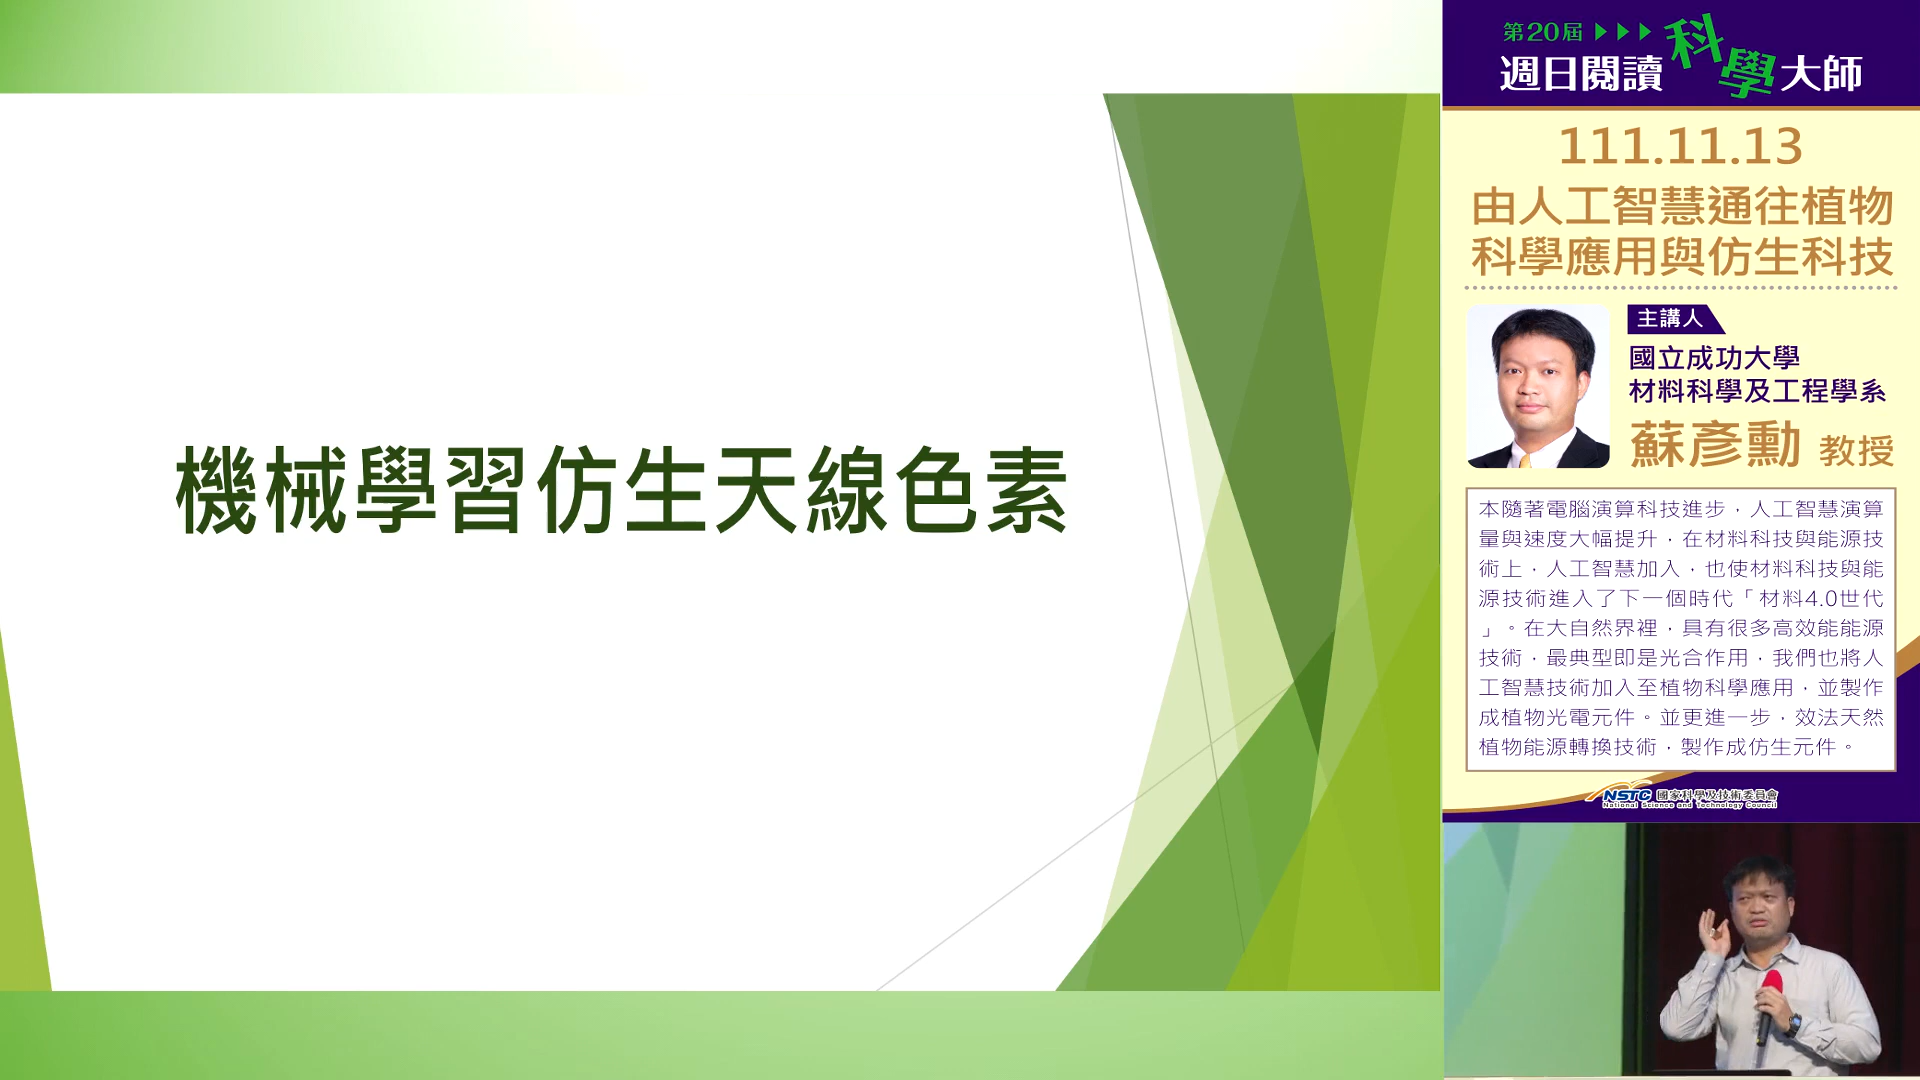 機械學習仿生天線色素
第20屆
週日閱讀科學大師
111.11.13
由人工智慧通往植物
科學應用與仿生科技
主講人
國立成功大學
材料科學及工程學系
蘇彥勳 教授
本隨著電腦演算科技進步，人工智慧演算
量與速度大幅提升，在材料科技與能源技
術上，人工智慧加入，也使材料科技與能
源技術進入了下一個時代「材料4.0世代
」。在大自然界裡，具有很多高效能能源
技術，最典型即是光合作用，我們也將人
工智慧技術加入至植物科學應用，並製作
成植物光電元件。並更進一步，效法天然
植物能源轉換技術，製作成仿生元件。
NSTC 國家科學及技術委員會
National Science and Technology Council